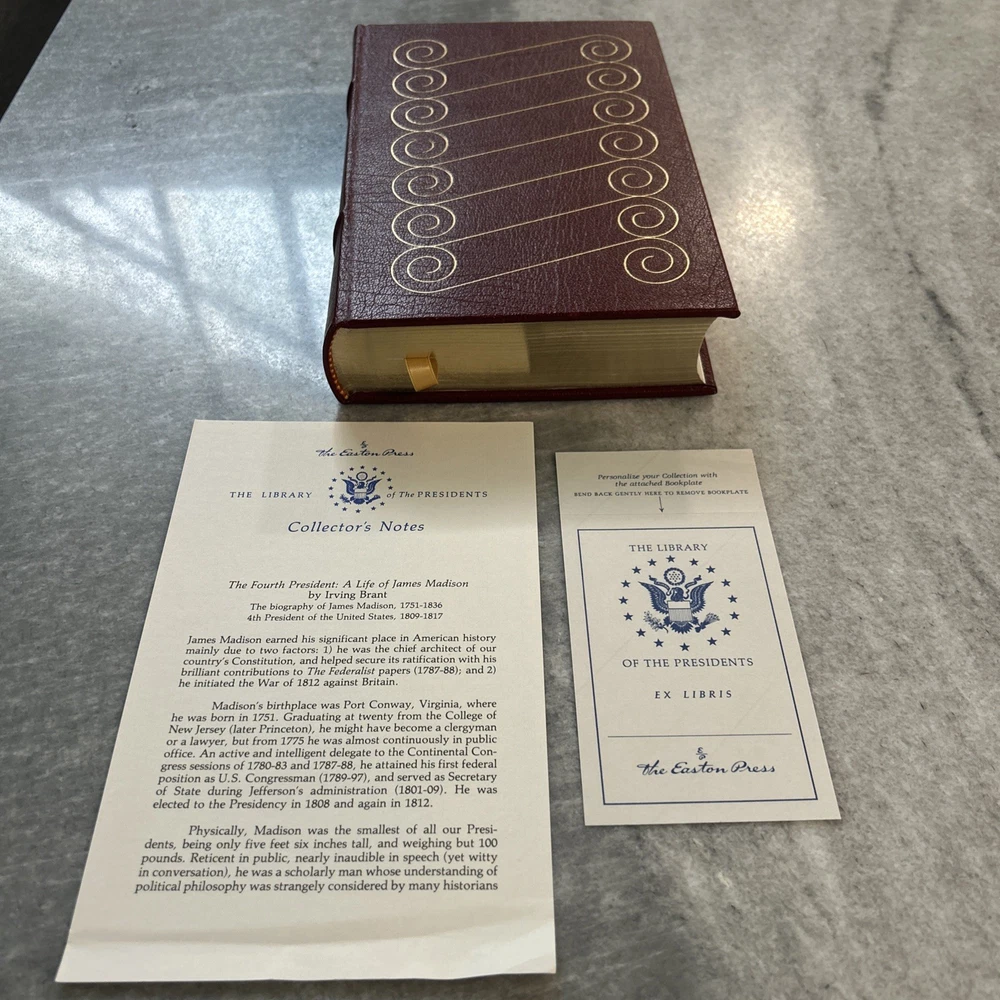 The Easton Press
THE LIBRARY of The PRESIDENTS
Collector's Notes
The Fourth President: A Life of James Madison
by Irving Brant
The biography of James Madison, 1751-1836
4th President of the United States, 1809-1817
James Madison earned his significant place in American history
mainly due to two factors: 1) he was the chief architect of our
country's Constitution, and helped secure its ratification with his
brilliant contributions to The Federalist papers (1787-88); and 2)
he initiated the War of 1812 against Britain.
Madison's birthplace was Port Conway, Virginia, where
he was born in 1751. Graduating at twenty from the College of
New Jersey (later Princeton), he might have become a clergyman
or a lawyer, but from 1775 he was almost continuously in public
office. An active and intelligent delegate to the Continental Con-
gress sessions of 1780-83 and 1787-88, he attained his first federal
position as U.S. Congressman (1789-97), and served as Secretary
of State during Jefferson's administration (1801-09). He was
elected to the Presidency in 1808 and again in 1812.
Physically, Madison was the smallest of all our Presi-
dents, being only five feet six inches tall, and weighing but 100
pounds. Reticent in public, nearly inaudible in speech (yet witty
in conversation), he was a scholarly man whose understanding of
political philosophy was strangely considered by many historians
Personalise your Collection with
the attached Bookplate
BEND BACK GENTLY HERE TO REMOVE BOOKPLATE
THE LIBRARY
OF THE PRESIDENTS
EX LIBRIS
The Easton Press